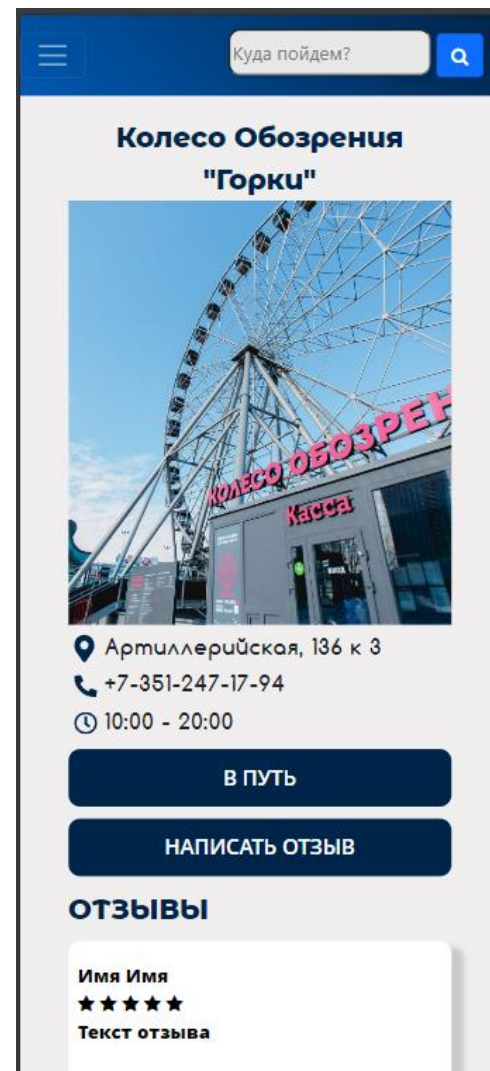 Куда пойдем?
Колесо Обозрения
"Горки"
КОЛЕСО ОБОЗРЕН
Касса
Артиллерийская, 136 к 3
+7-351-247-17-94
10:00 - 20:00
В ПУТЬ
НАПИСАТЬ ОТЗЫВ
ОТЗЫВЫ
Имя Имя
Текст отзыва